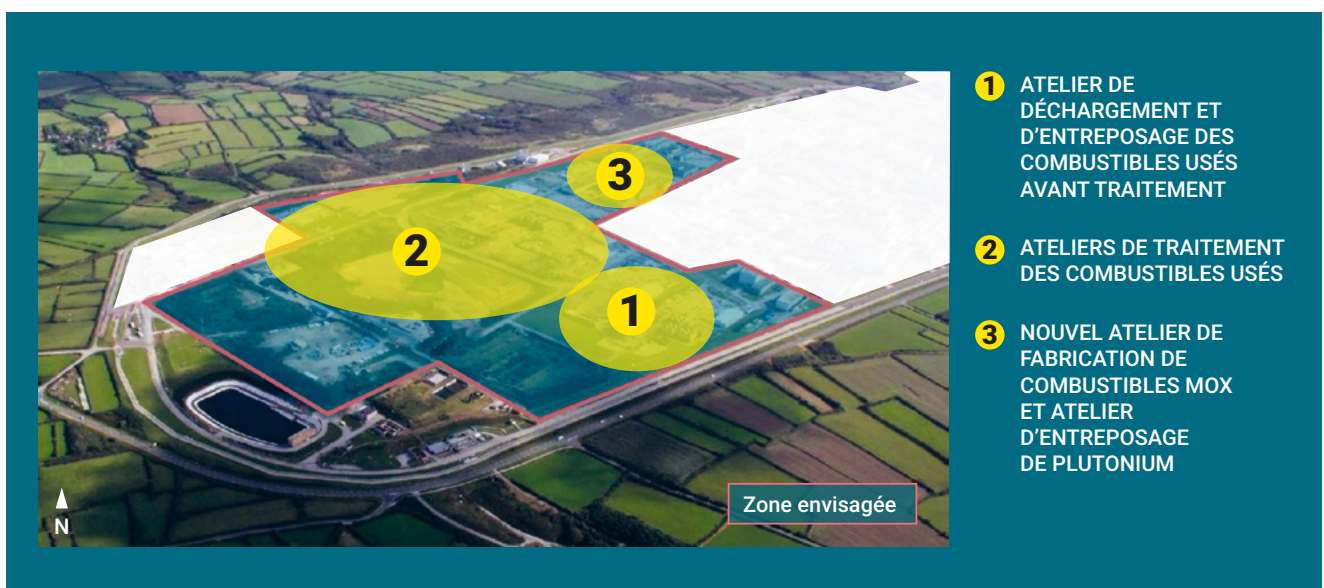 3
2
1
N
Zone envisagée
1 ATELIER DE
DÉCHARGEMENT ET
D’ENTREPOSAGE DES
COMBUSTIBLES USÉS
AVANT TRAITEMENT
2 ATELIERS DE TRAITEMENT
DES COMBUSTIBLES USÉS
3 NOUVEL ATELIER DE
FABRICATION DE
COMBUSTIBLES MOX
ET ATELIER
D’ENTREPOSAGE
DE PLUTONIUM